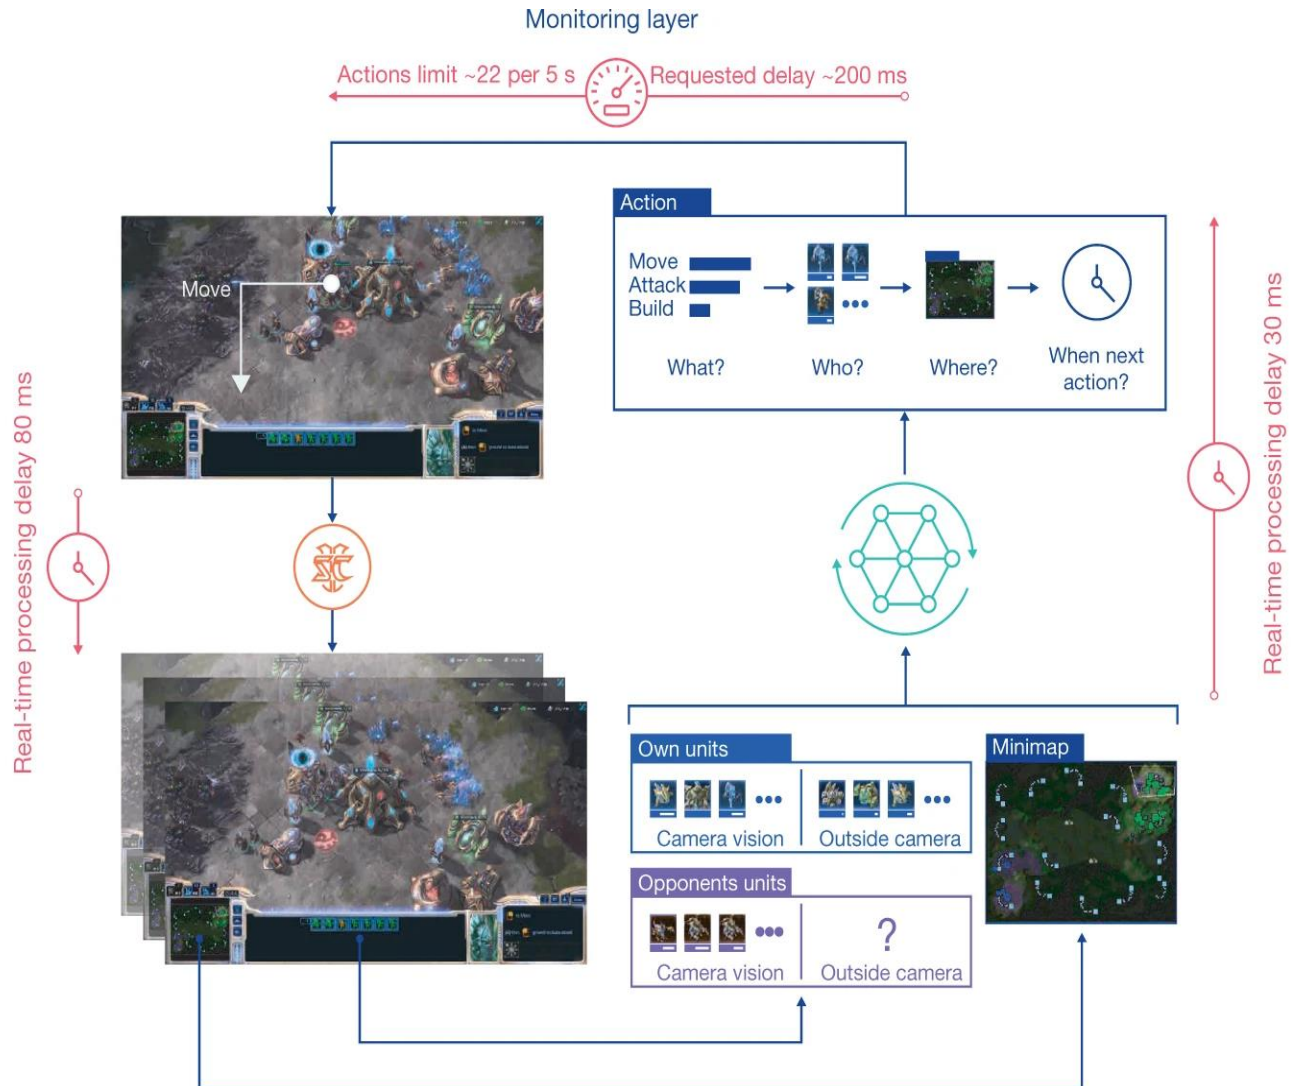 Monitoring layer
Actions limit ~22 per 5 s
Requested delay ~200 ms
Action
Move
Attack
Build
What?
Who?
Where?
When next
action?
Move
Real-time processing delay 80 ms
Real-time processing delay 30 ms
Own units
Camera vision
Outside camera
Minimap
Opponents units
Camera vision
?
Outside camera